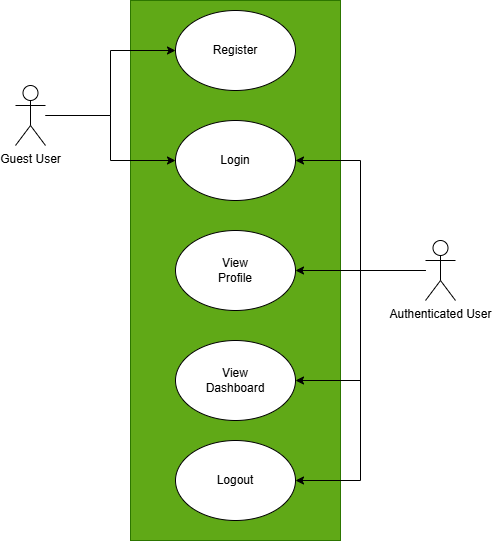 Register
Guest User
Login
View
Profile
Authenticated User
View
Dashboard
Logout